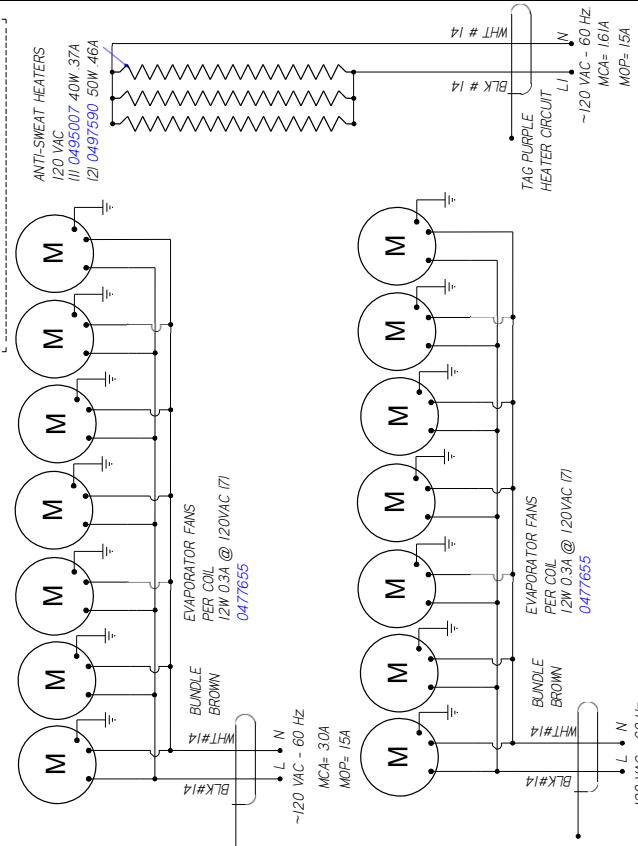 ANTI-SWEAT HEATERS
120 VAC
(1) 0495007 40W .37A
(2) 0497590 50W .46A
WHT # 14
BLK # 14
N
L1
~120 VAC - 60 Hz.
MCA= 1.61A
MOP= 15A
TAG PURPLE
HEATER CIRCUIT
M
M
M
M
M
M
M
EVAPORATOR FANS
PER COIL
12W 0.3A @ 120VAC (7)
0477655
BUNDLE
BROWN
WHT#14
BLK#14
N
L
~120 VAC - 60 Hz
MCA= 3.0A
MOP= 15A
M
M
M
M
M
M
M
EVAPORATOR FANS
PER COIL
12W 0.3A @ 120VAC (7)
0477655
BUNDLE
BROWN
WHT#14
BLK#14
N
L